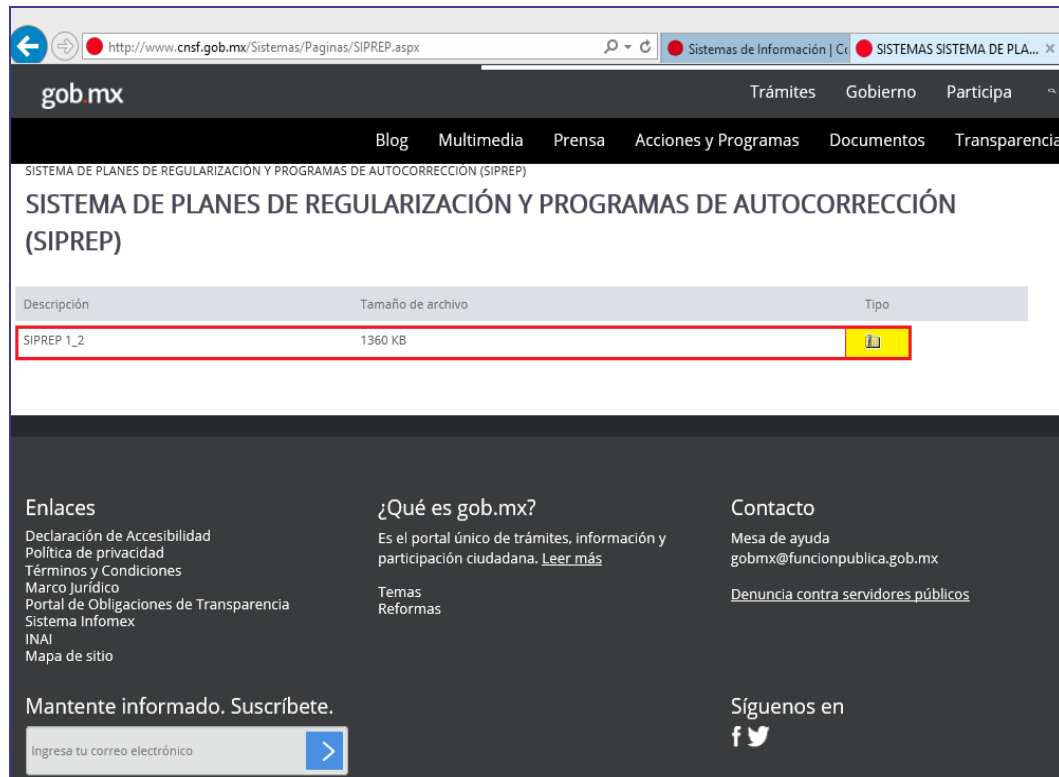 http://www.cnsf.gob.mx/Sistemas/Paginas/SIPREP.aspx
Sistemas de Información | Co
SISTEMAS SISTEMA DE PLA...
gob.mx
Trámites Gobierno Participa
Blog Multimedia Prensa Acciones y Programas Documentos Transparencia
SISTEMA DE PLANES DE REGULARIZACIÓN Y PROGRAMAS DE AUTOCORRECCIÓN (SIPREP)
SISTEMA DE PLANES DE REGULARIZACIÓN Y PROGRAMAS DE AUTOCORRECCIÓN
(SIPREP)
Descripción Tamaño de archivo Tipo
SIPREP 1_2 1360 KB
Enlaces
Declaración de Accesibilidad
Política de privacidad
Términos y Condiciones
Marco Jurídico
Portal de Obligaciones de Transparencia
Sistema Infomex
INAI
Mapa de sitio
¿Qué es gob.mx?
Es el portal único de trámites, información y
participación ciudadana. Leer más
Temas
Reformas
Contacto
Mesa de ayuda
gobmx@funcionpublica.gob.mx
Denuncia contra servidores públicos
Mantente informado. Suscríbete.
Ingresa tu correo electrónico
Síguenos en